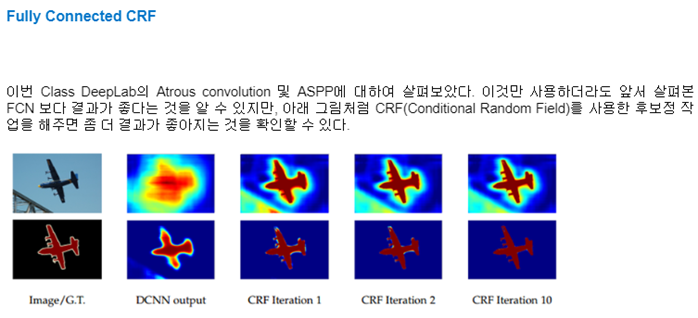 Fully Connected CRF
이번 Class DeepLab의 Atrous convolution 및 ASPP에 대하여 살펴보았다. 이것만 사용하더라도 앞서 살펴본
FCN 보다 결과가 좋다는 것을 알 수 있지만, 아래 그림처럼 CRF(Conditional Random Field)를 사용한 후보정 작
업을 해주면 좀 더 결과가 좋아지는 것을 확인할 수 있다.
Image/G.T. DCNN output CRF Iteration 1 CRF Iteration 2 CRF Iteration 10